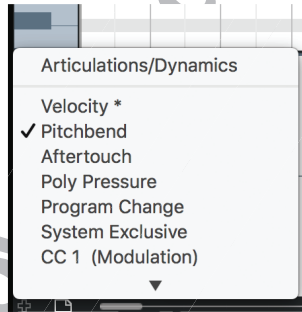 Articulations/Dynamics
Velocity *
Pitchbend
Aftertouch
Poly Pressure
Program Change
System Exclusive
CC 1 (Modulation)